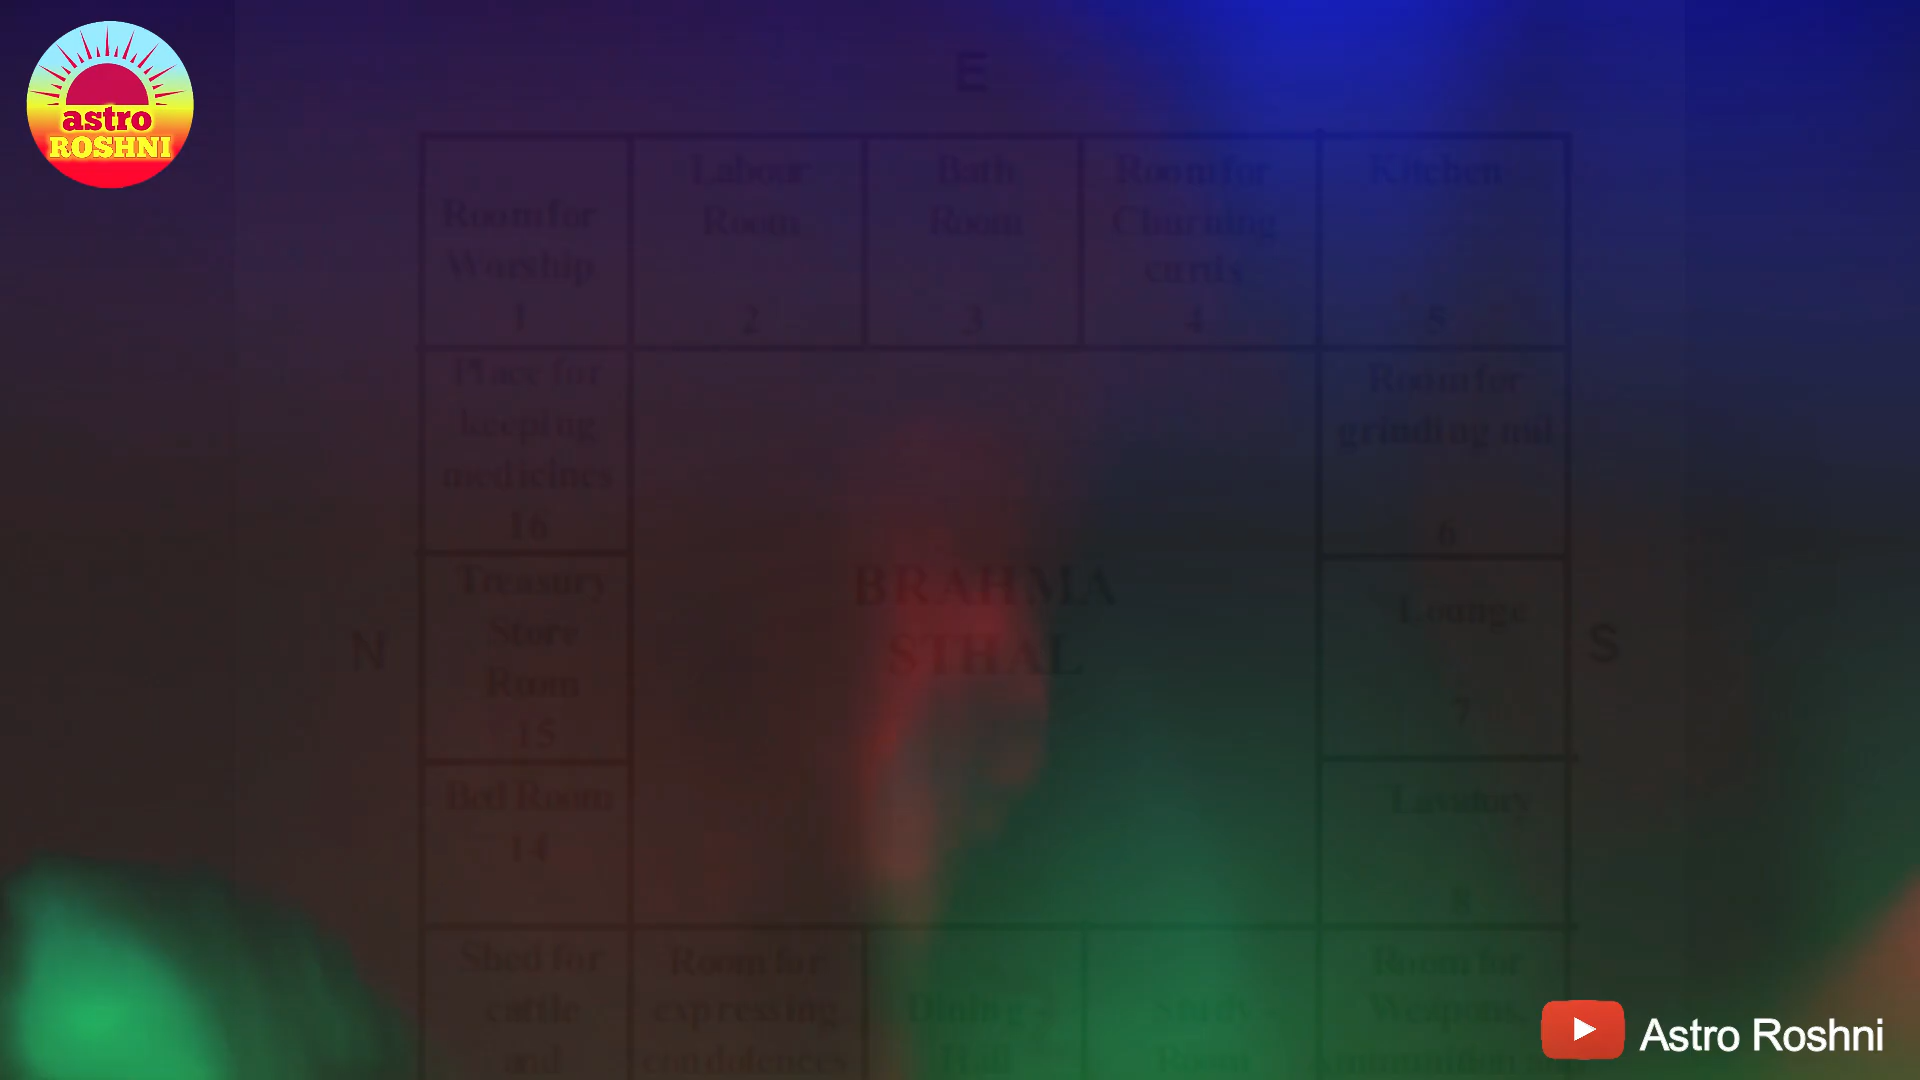 astro
ROSHNI
E
Room for
Worship
1
Labour
Room
2
Bath
Room
3
Room for
Churning
curds
4
Kitchen
5
Place for
keeping
medicines
16
Room for
grinding
6
Treasury
Store
Room
15
N
BRAHMA
STHAL
Lounge
7
S
Bed Room
14
Lavatory
8
Shed for
cattle
and
Room for
expressing
condolences
Dining -
Hall
Study
Room
Room for
Weapons,
Astro Roshni